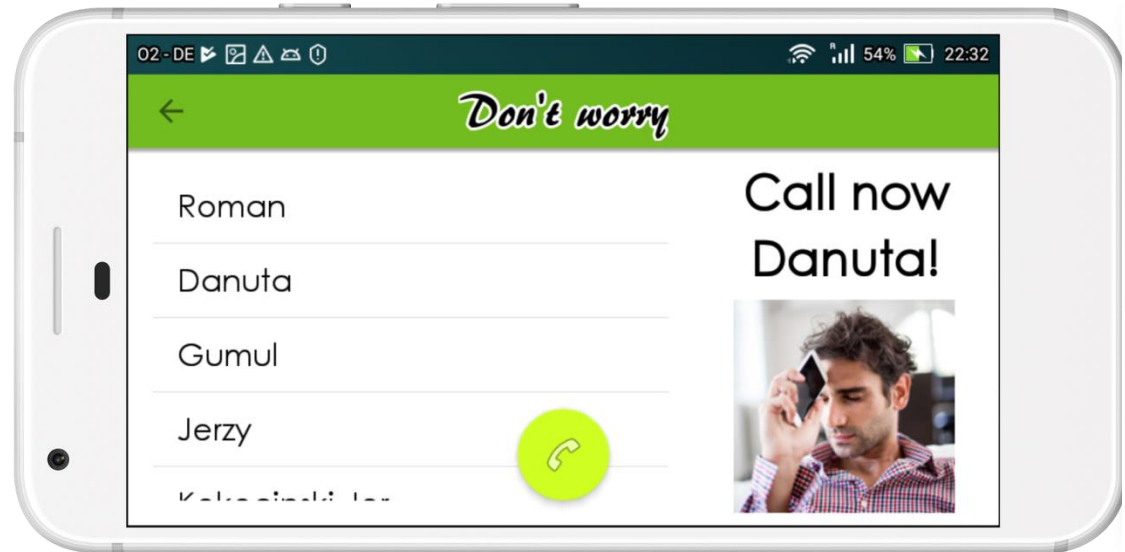 O2 - DE
R
54%
22:32
Don't worry
Roman
Danuta
Gumul
Jerzy
Call now
Danuta!